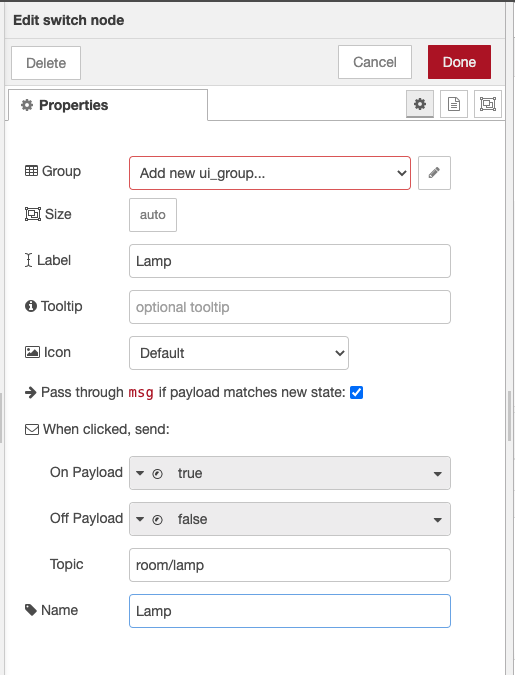 Edit switch node
Delete
Cancel
Done
Properties
Group
Add new ui_group...
Size
auto
Label
Lamp
Tooltip
optional tooltip
Icon
Default
Pass through msg if payload matches new state:
When clicked, send:
On Payload
true
Off Payload
false
Topic
room/lamp
Name
Lamp